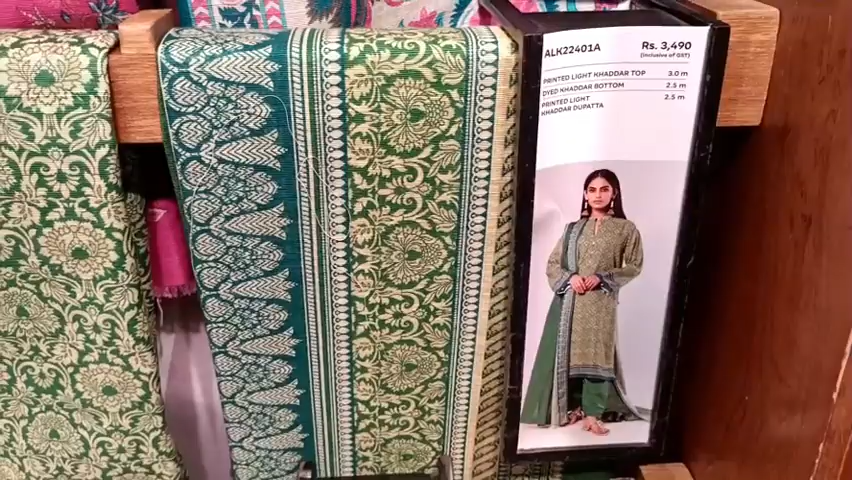 ALK22401A
Rs. 3,490
(inclusive of GST)
PRINTED LIGHT KHADDAR TOP 3.0 m
DYED KHADDAR BOTTOM 2.5 m
PRINTED LIGHT 2.5 m
KHADDAR DUPATTA